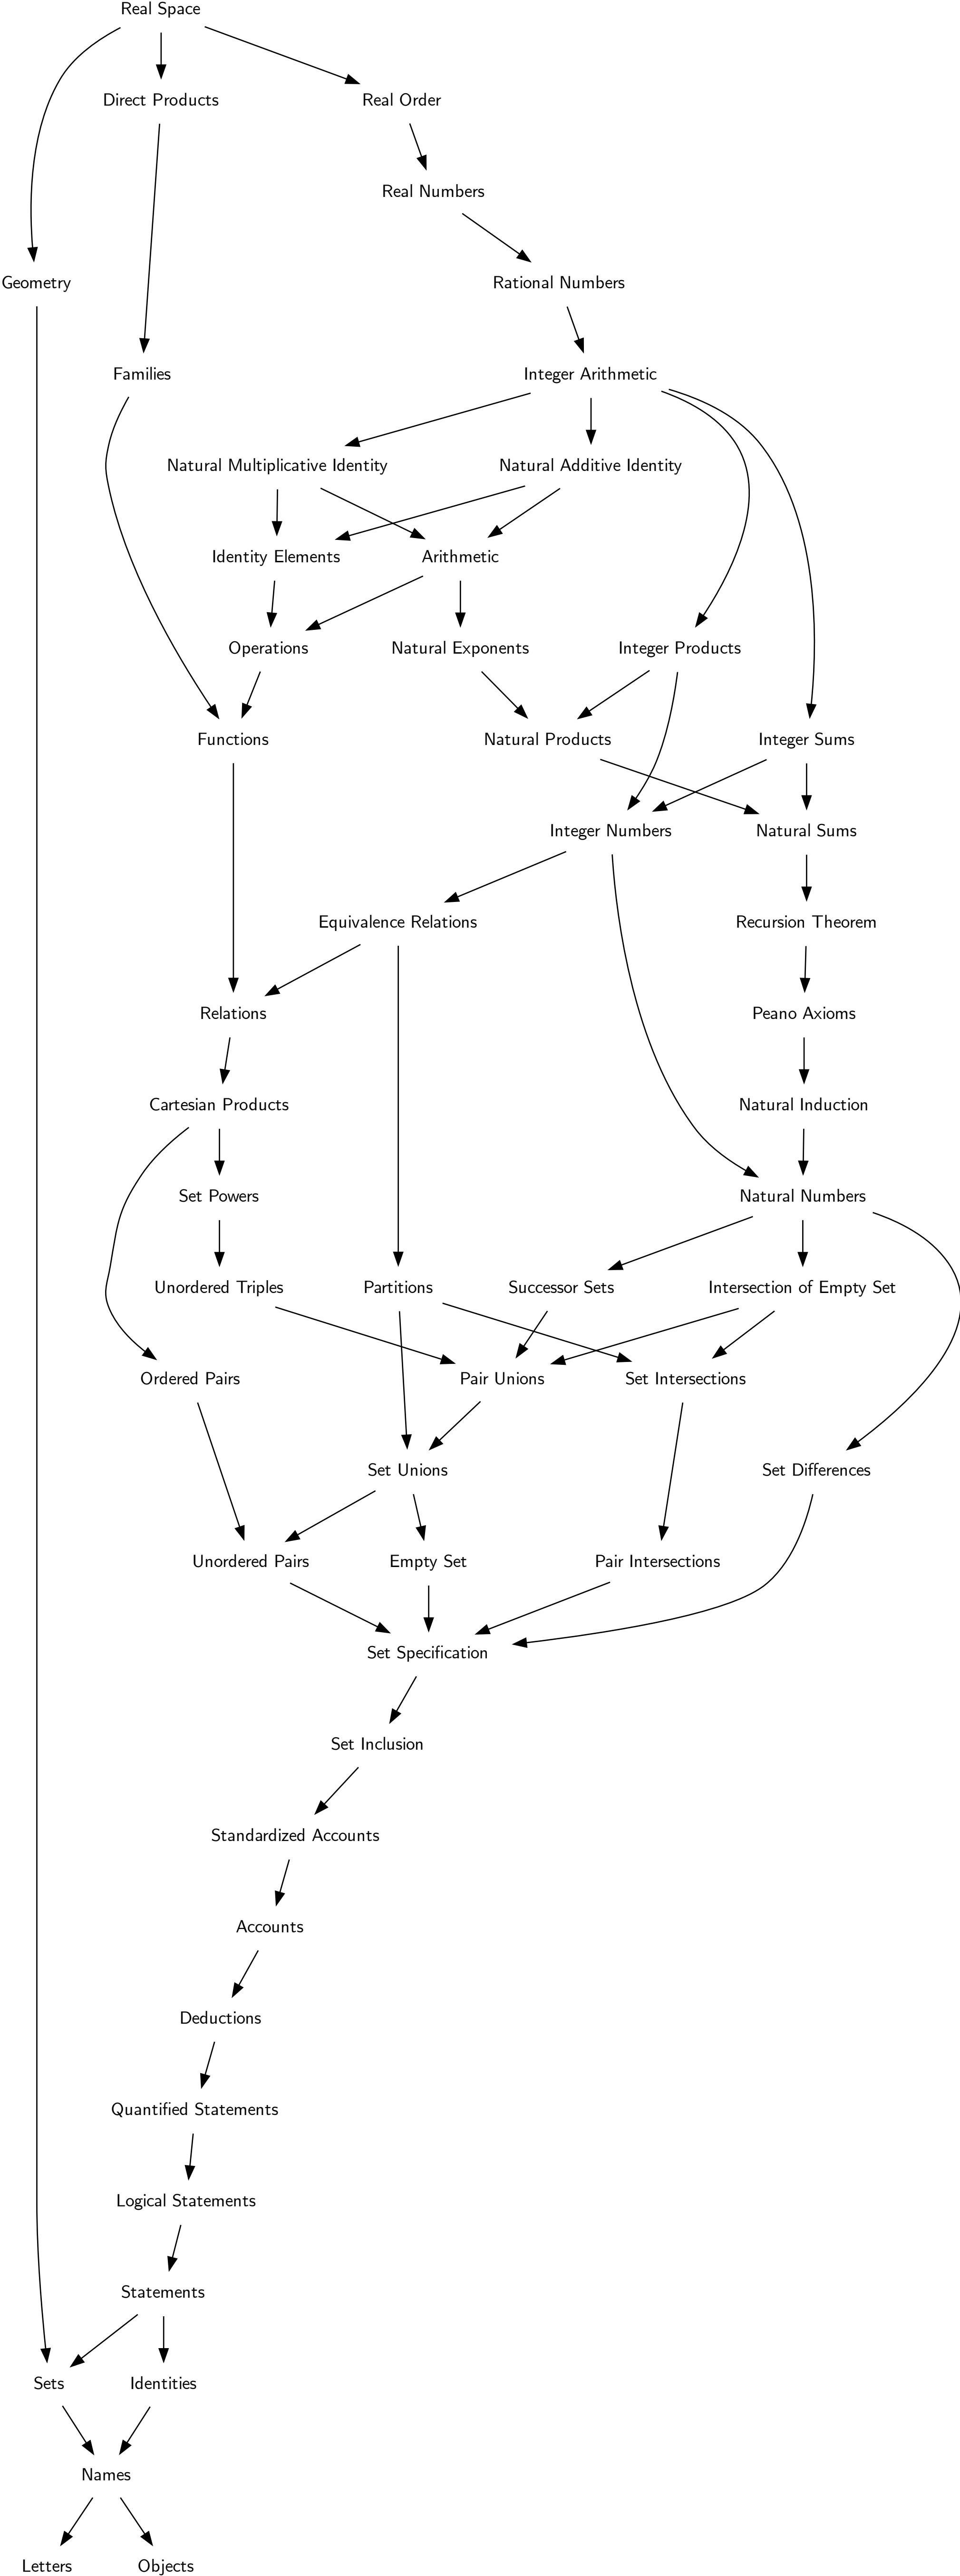 Real Space
Direct Products
Real Order
Real Numbers
Geometry
Rational Numbers
Families
Integer Arithmetic
Natural Multiplicative Identity
Natural Additive Identity
Identity Elements
Arithmetic
Operations
Natural Exponents
Integer Products
Functions
Natural Products
Integer Sums
Integer Numbers
Natural Sums
Equivalence Relations
Recursion Theorem
Relations
Peano Axioms
Cartesian Products
Natural Induction
Set Powers
Natural Numbers
Unordered Triples
Partitions
Successor Sets
Intersection of Empty Set
Ordered Pairs
Pair Unions
Set Intersections
Set Unions
Set Differences
Unordered Pairs
Empty Set
Pair Intersections
Set Specification
Set Inclusion
Standardized Accounts
Accounts
Deductions
Quantified Statements
Logical Statements
Statements
Sets
Identities
Names
Letters
Objects